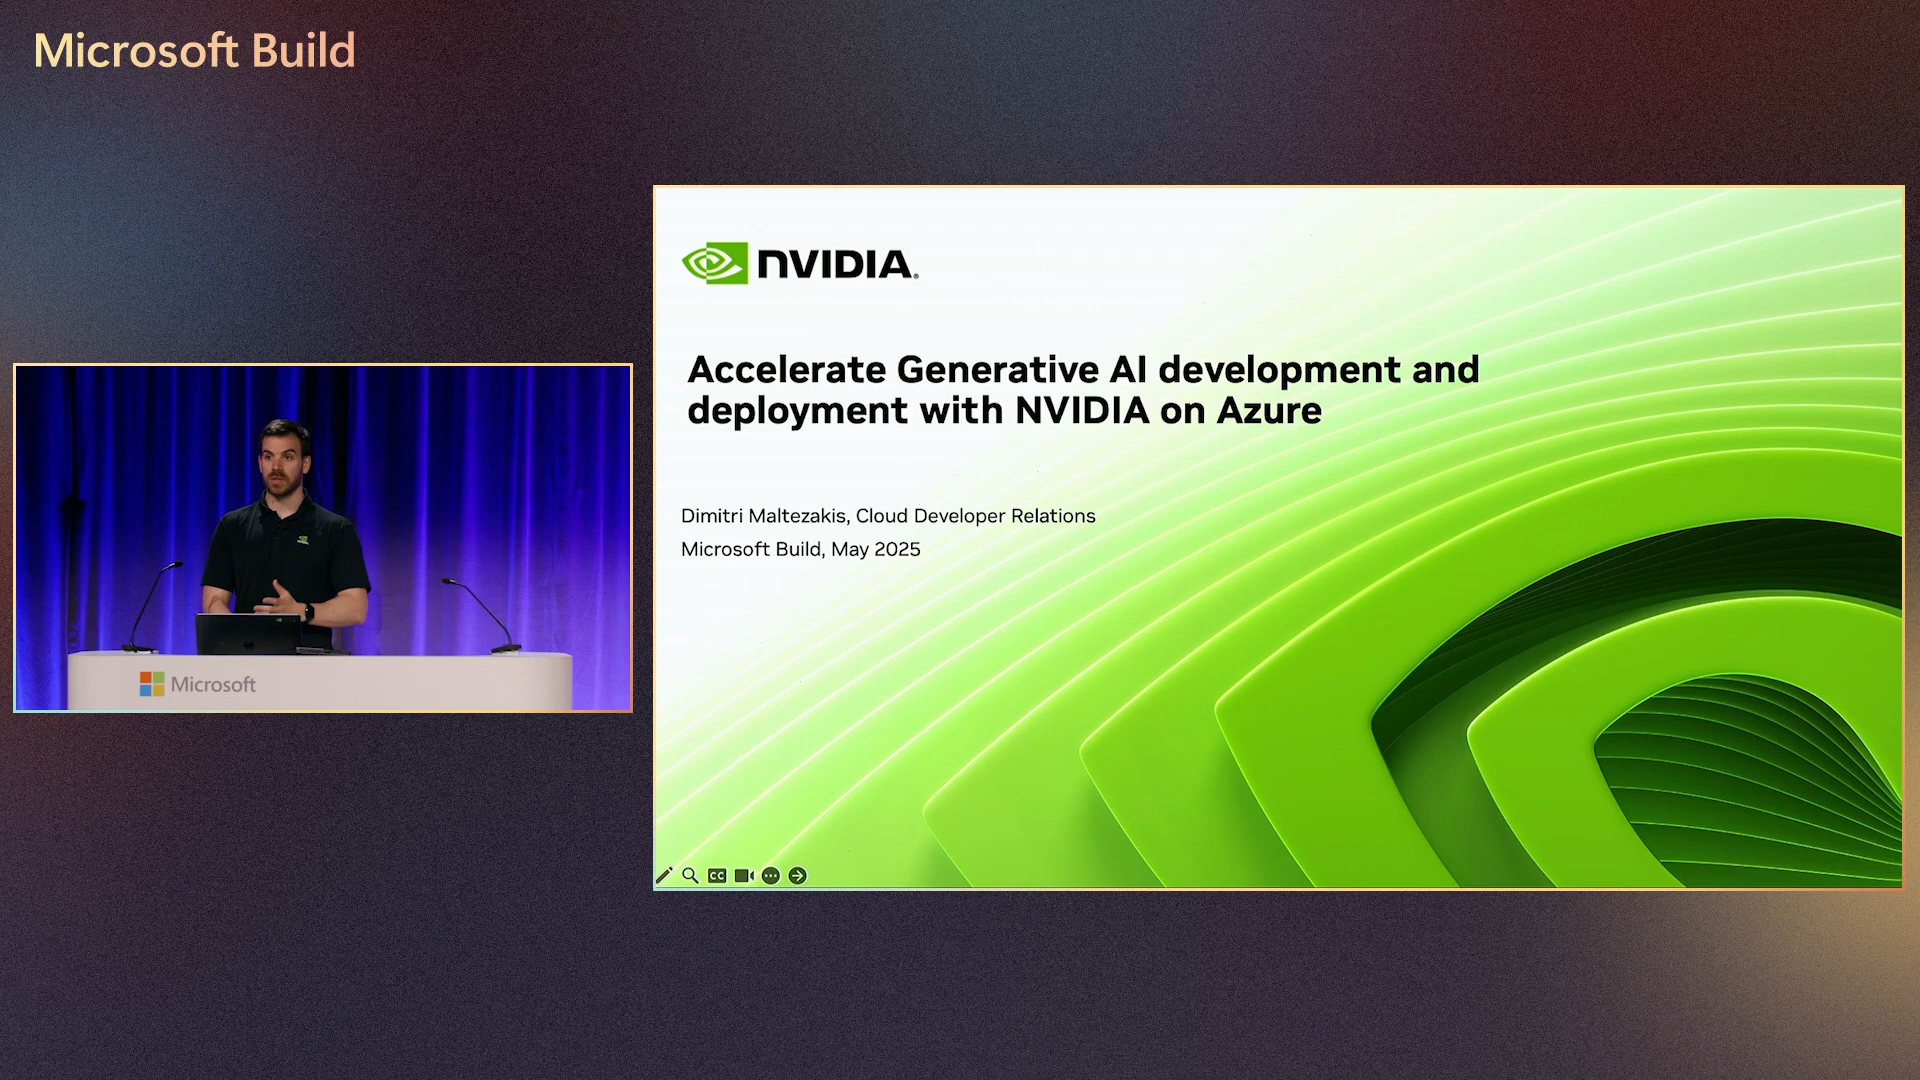 Microsoft Build
NVIDIA.
Accelerate Generative AI development and
deployment with NVIDIA on Azure
Dimitri Maltezakis, Cloud Developer Relations
Microsoft Build, May 2025
CC
Microsoft